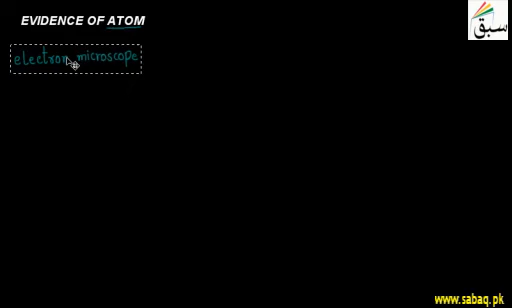 EVIDENCE OF ATOM
electron microscope
سبق
www.sabaq.pk